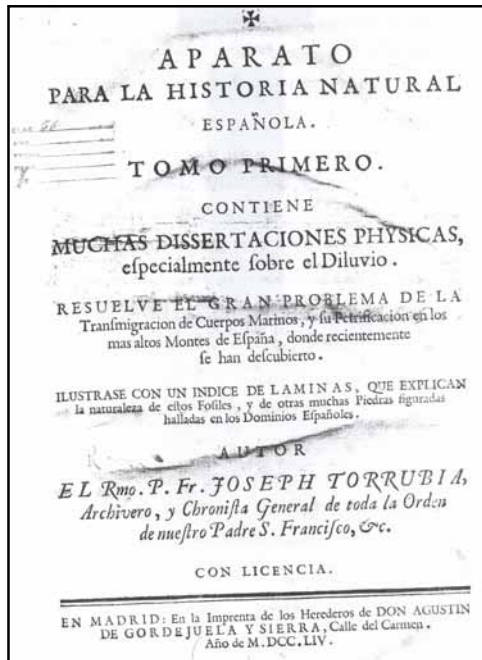 ✠
APARATO
PARA LA HISTORIA NATURAL
ESPAÑOLA.
TOMO PRIMERO.
CONTIENE
MUCHAS DISSERTACIONES PHYSICAS,
eſpecialmente ſobre el Diluvio.
RESUELVE EL GRAN PROBLEMA DE LA
Tranſmigracion de Cuerpos Marinos, y ſu Petrificacion en los
mas altos Montes de Eſpaña, donde recientemente
ſe han deſcubierto.
ILUSTRASE CON UN INDICE DE LAMINAS, QUE EXPLICAN
la naturaleza de eſtos Foſiles, y de otras muchas Piedras figuradas
halladas en los Dominios Eſpañoles.
AUTOR
EL Rmo. P. Fr. JOSEPH TORRUBIA,
Archivero, y Chroniſta General de toda la Orden
de nueſtro Padre S. Franciſco, &c.
CON LICENCIA.
EN MADRID: En la Imprenta de los Herederos de DON AGUSTIN
DE GORDEJUELA Y SIERRA, Calle del Carmen.
Año de M.DCC.LIV.